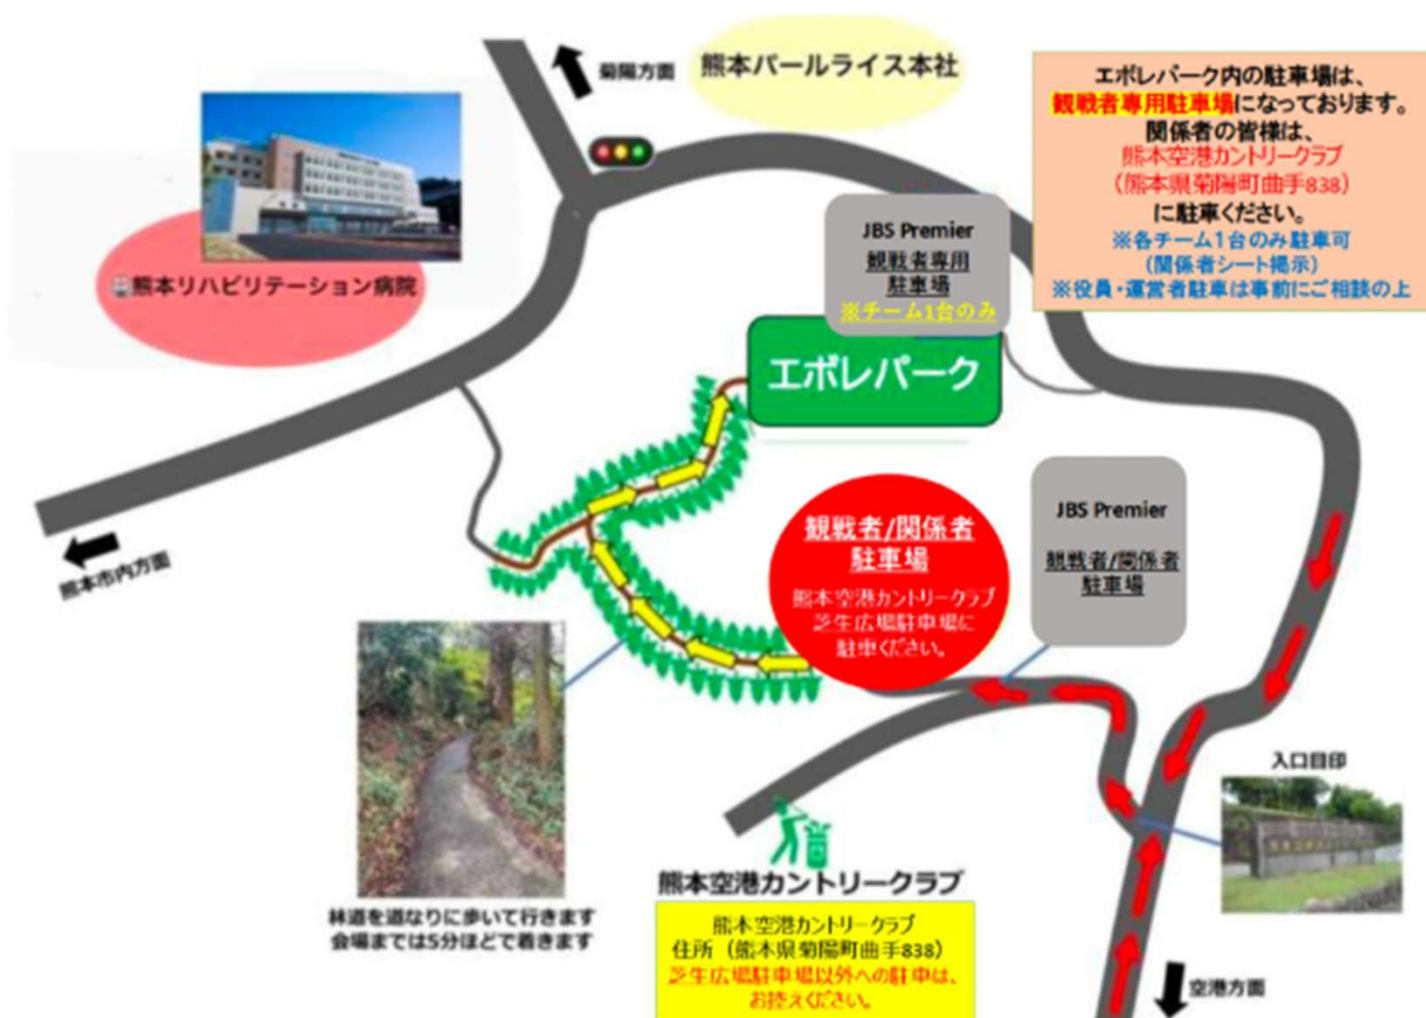 菊陽方面
熊本パールライス本社
エボレパーク内の駐車場は、
観戦者専用駐車場になっております。
関係者の皆様は、
熊本空港カントリークラブ
（熊本県菊陽町曲手838）
に駐車ください。
※各チーム1台のみ駐車可
（関係者シート掲示）
※役員・運営者駐車は事前にご相談の上
JBS Premier
観戦者専用
駐車場
※チーム1台のみ
熊本リハビリテーション病院
エボレパーク
熊本市内方面
観戦者/関係者
駐車場
熊本空港カントリークラブ
芝生広場駐車場に
駐車ください。
JBS Premier
観戦者/関係者
駐車場
入口目印
林道を道なりに歩いて行きます
会場までは5分ほどで着きます
熊本空港カントリークラブ
熊本空港カントリークラブ
住所（熊本県菊陽町曲手838）
芝生広場駐車場以外への駐車は、
お控えください。
空港方面